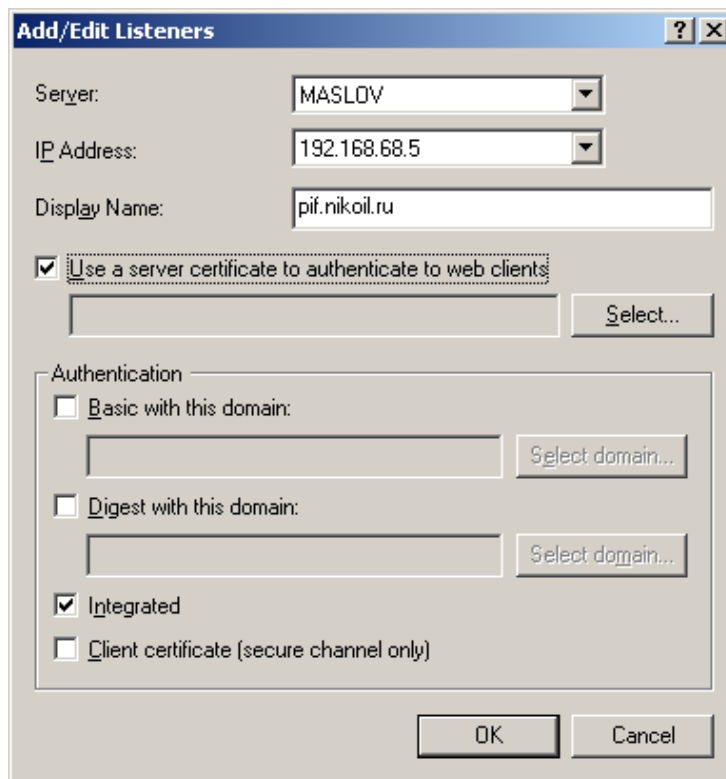 Add/Edit Listeners
Server: MASLOV
IP Address: 192.168.68.5
Display Name: pif.nikoil.ru
Use a server certificate to authenticate to web clients
Select...
Authentication
Basic with this domain:
Select domain...
Digest with this domain:
Select domain...
Integrated
Client certificate (secure channel only)
OK Cancel